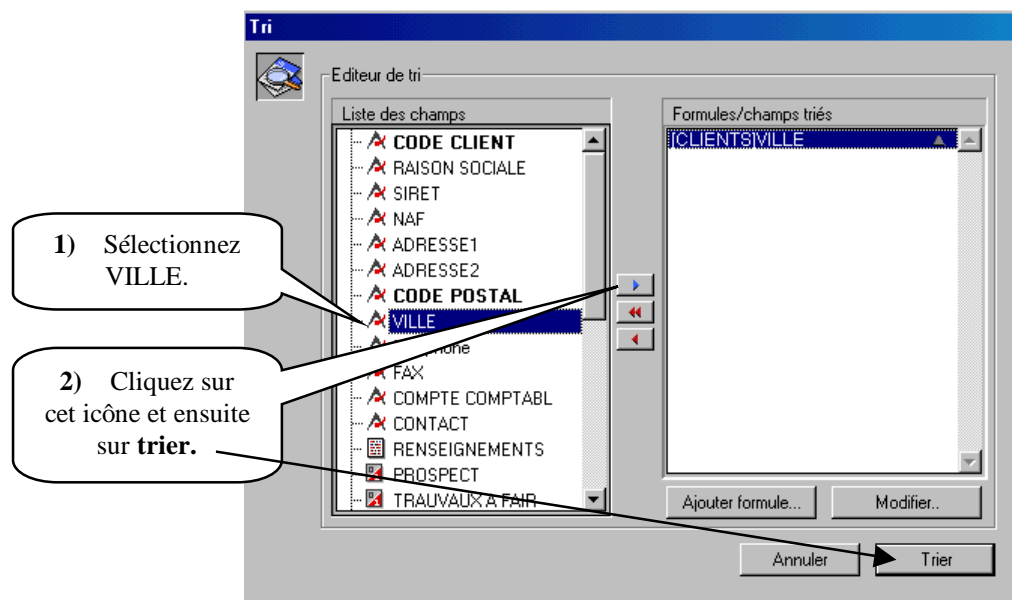 Tri
Editeur de tri
Liste des champs
CODE CLIENT
RAISON SOCIALE
SIRET
NAF
ADRESSE1
ADRESSE2
CODE POSTAL
VILLE
FAX
COMPTE COMPTABL
CONTACT
RENSEIGNEMENTS
PROSPECT
TRAUVAUX A FAIR
Formules/champs triés
[CLIENTS]VILLE
Ajouter formule...
Modifier..
Annuler
Trier
1) Sélectionnez
VILLE.
2) Cliquez sur
cet icône et ensuite
sur trier.